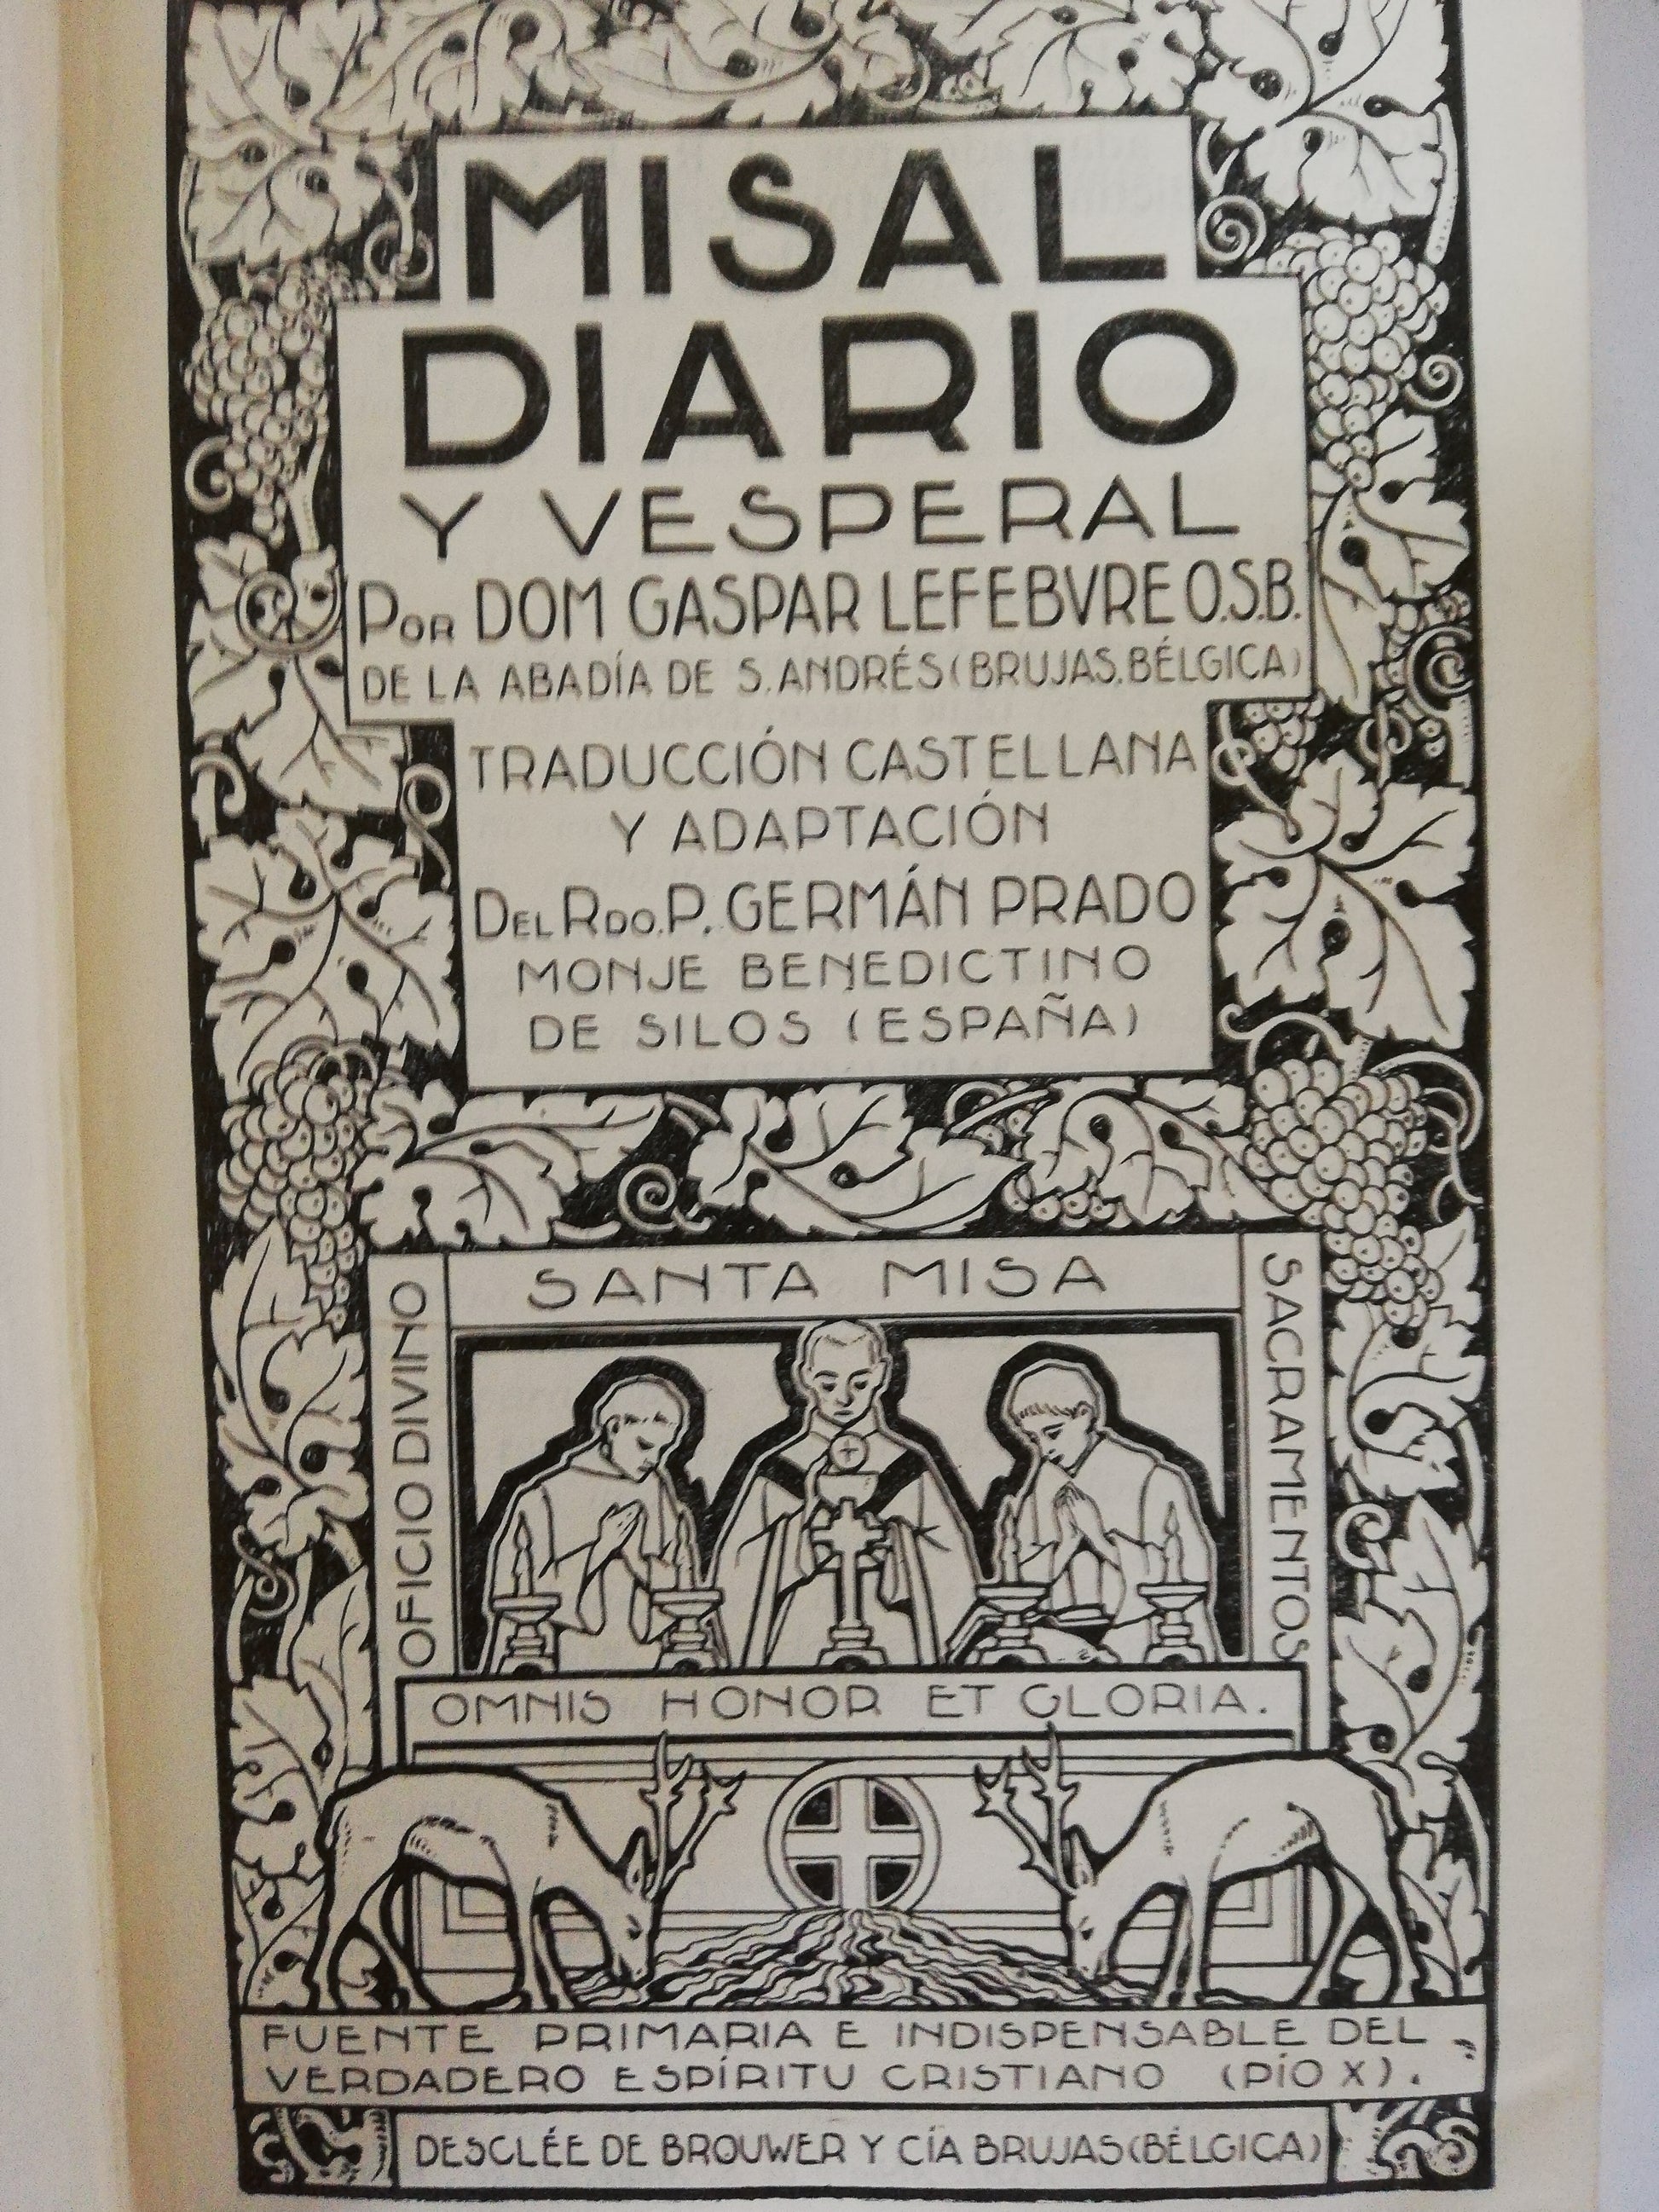 MISAL
DIARIO
Y VESPERAL
POR DOM GASPAR LEFEBVRE O.S.B.
DE LA ABADÍA DE S. ANDRÉS (BRUJAS, BÉLGICA)
TRADUCCIÓN CASTELLANA
Y ADAPTACIÓN
DEL RDO. P. GERMÁN PRADO
MONJE BENEDICTINO
DE SILOS (ESPAÑA)
SANTA MISA
OFICIO DIVINO
SACRAMENTOS
OMNIS HONOR ET GLORIA.
FUENTE PRIMARIA E INDISPENSABLE DEL
VERDADERO ESPÍRITU CRISTIANO (PÍO X).
DESCLÉE DE BROUWER Y CÍA BRUJAS (BÉLGICA)